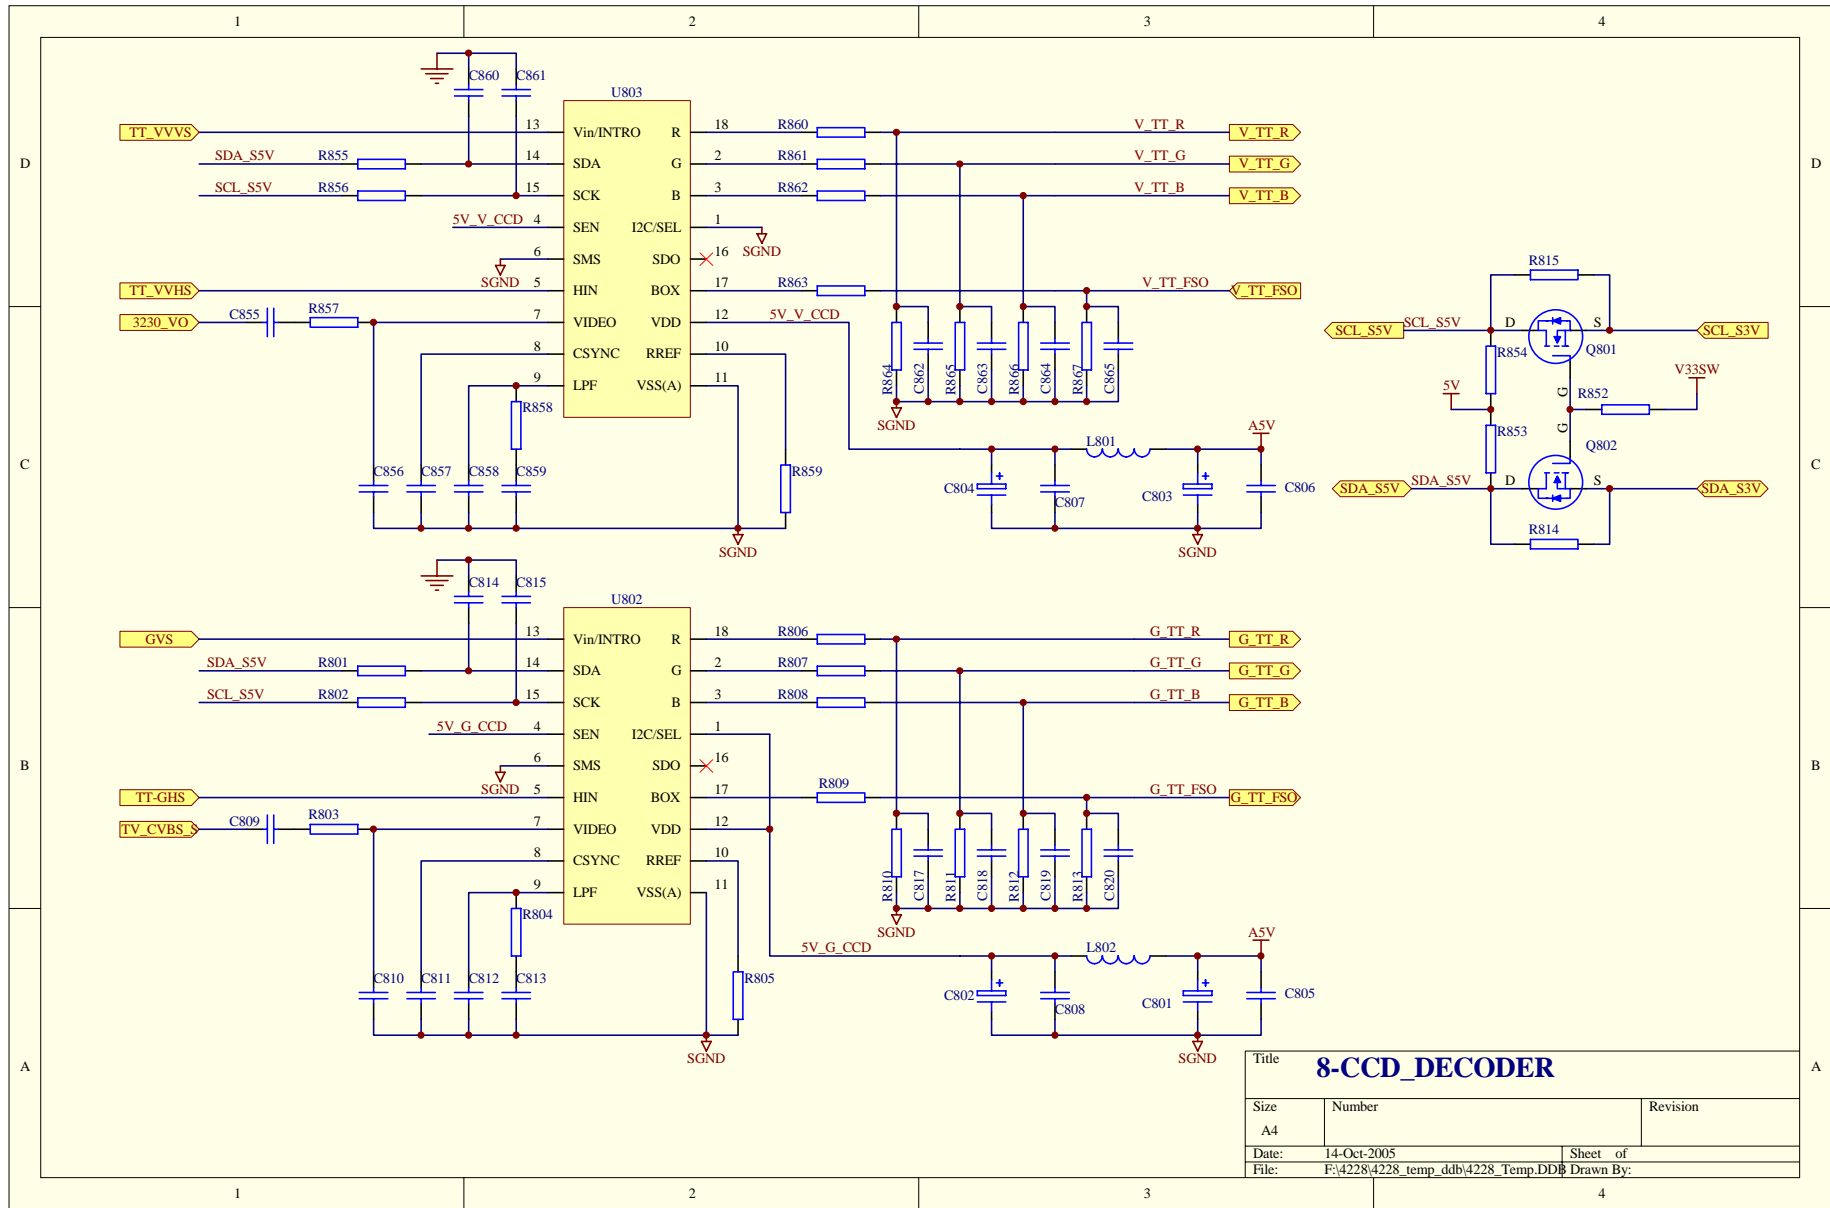 1 2 3 4
C860 C861
U803
TT_VVVS 13 Vin/INTRO R 18 R860 V_TT_R V_TT_R
D SDA_S5V R855 14 SDA G 2 R861 V_TT_G V_TT_G D
SCL_S5V R856 15 SCK B 3 R862 V_TT_B V_TT_B
5V_V_CCD 4 SEN I2C/SEL 1
SGND
6 SMS SDO 16
SGND
TT_VVHS 5 HIN BOX 17 R863 V_TT_FSO V_TT_FSO
3230_VO C855 R857 7 VIDEO VDD 12 5V_V_CCD
8 CSYNC RREF 10
9 LPF VSS(A) 11
R858
R864 C862 R865 C863 R866 C864 R867 C865
SGND
R815
SCL_S5V SCL_S5V D S SCL_S3V
Q801
R854
V33SW
5V G R852
R853 G Q802
SDA_S5V SDA_S5V D S SDA_S3V
R814
C C856 C857 C858 C859 R859 C
SGND
A5V
L801
+ +
C804 C807 C803 C806
SGND
C814 C815
U802
GVS 13 Vin/INTRO R 18 R806 G_TT_R G_TT_R
SDA_S5V R801 14 SDA G 2 R807 G_TT_G G_TT_G
SCL_S5V R802 15 SCK B 3 R808 G_TT_B G_TT_B
5V_G_CCD 4 SEN I2C/SEL 1
B 6 SMS SDO 16 B
SGND
TT-GHS 5 HIN BOX 17 R809 G_TT_FSO G_TT_FSO
TV_CVBS_S C809 R803 7 VIDEO VDD 12
8 CSYNC RREF 10
9 LPF VSS(A) 11
R804
R810 C817 R811 C818 R812 C819 R813 C820
SGND
C810 C811 C812 C813 R805
SGND
5V_G_CCD L802 A5V
+ +
C802 C808 C801 C805
SGND
A A
Title 8-CCD_DECODER
Size Number Revision
A4
Date: 14-Oct-2005 Sheet of
File: F:\4228\4228_temp_ddb\4228_Temp.DDB Drawn By:
1 2 3 4